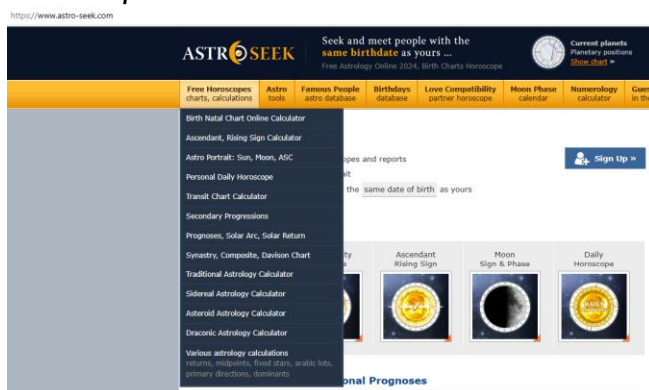 https://www.astro-seek.com
ASTROSEEK
Seek and meet people with the
same birthdate as yours ...
Free Astrology Online 2024, Birth Charts Horoscope
Current planets
Planetary positions
Show chart »
Free Horoscopes
charts, calculations
Astro
tools
Famous People
astro database
Birthdays
database
Love Compatibility
partner horoscope
Moon Phase
calendar
Numerology
calculator
Birth Natal Chart Online Calculator
Ascendant, Rising Sign Calculator
Astro Portrait: Sun, Moon, ASC
opes and reports
Sign Up »
Personal Daily Horoscope
Transit Chart Calculator
the same date of birth as yours
Secondary Progressions
Prognoses, Solar Arc, Solar Return
Synastry, Composite, Davison Chart
Traditional Astrology Calculator
Sidereal Astrology Calculator
Asteroid Astrology Calculator
Draconic Astrology Calculator
Various astrology calculations
returns, midpoints, fixed stars, arabic lots,
primary directions, dominants
Ascendant
Rising Sign
Moon
Sign & Phase
Daily
Horoscope
DAILY
onal Prognoses